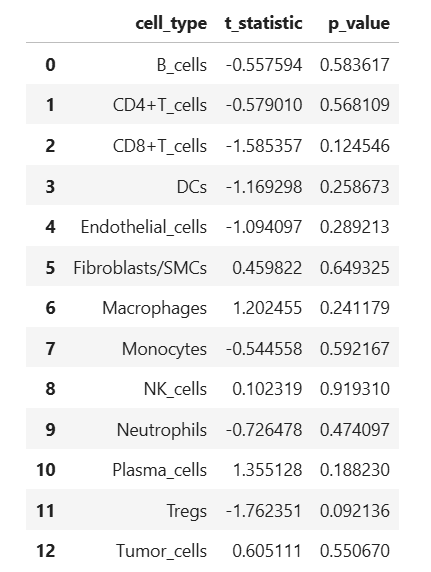 cell_type t_statistic p_value
0 B_cells -0.557594 0.583617
1 CD4+T_cells -0.579010 0.568109
2 CD8+T_cells -1.585357 0.124546
3 DCs -1.169298 0.258673
4 Endothelial_cells -1.094097 0.289213
5 Fibroblasts/SMCs 0.459822 0.649325
6 Macrophages 1.202455 0.241179
7 Monocytes -0.544558 0.592167
8 NK_cells 0.102319 0.919310
9 Neutrophils -0.726478 0.474097
10 Plasma_cells 1.355128 0.188230
11 Tregs -1.762351 0.092136
12 Tumor_cells 0.605111 0.550670